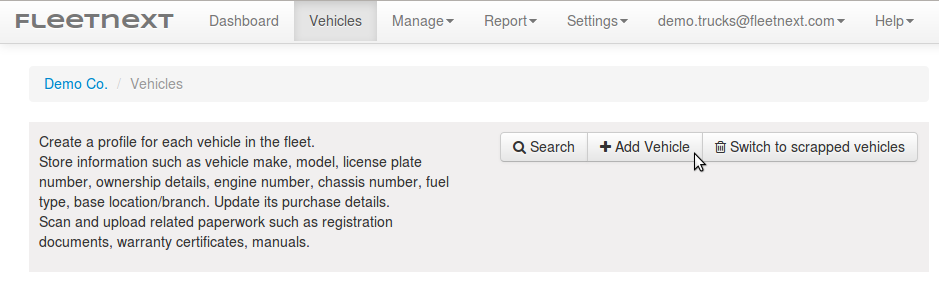 FLEETNEXT Dashboard Vehicles Manage Report Settings demo.trucks@fleetnext.com Help
Demo Co. / Vehicles
Create a profile for each vehicle in the fleet.
Store information such as vehicle make, model, license plate
number, ownership details, engine number, chassis number, fuel
type, base location/branch. Update its purchase details.
Scan and upload related paperwork such as registration
documents, warranty certificates, manuals.
Search Add Vehicle Switch to scrapped vehicles